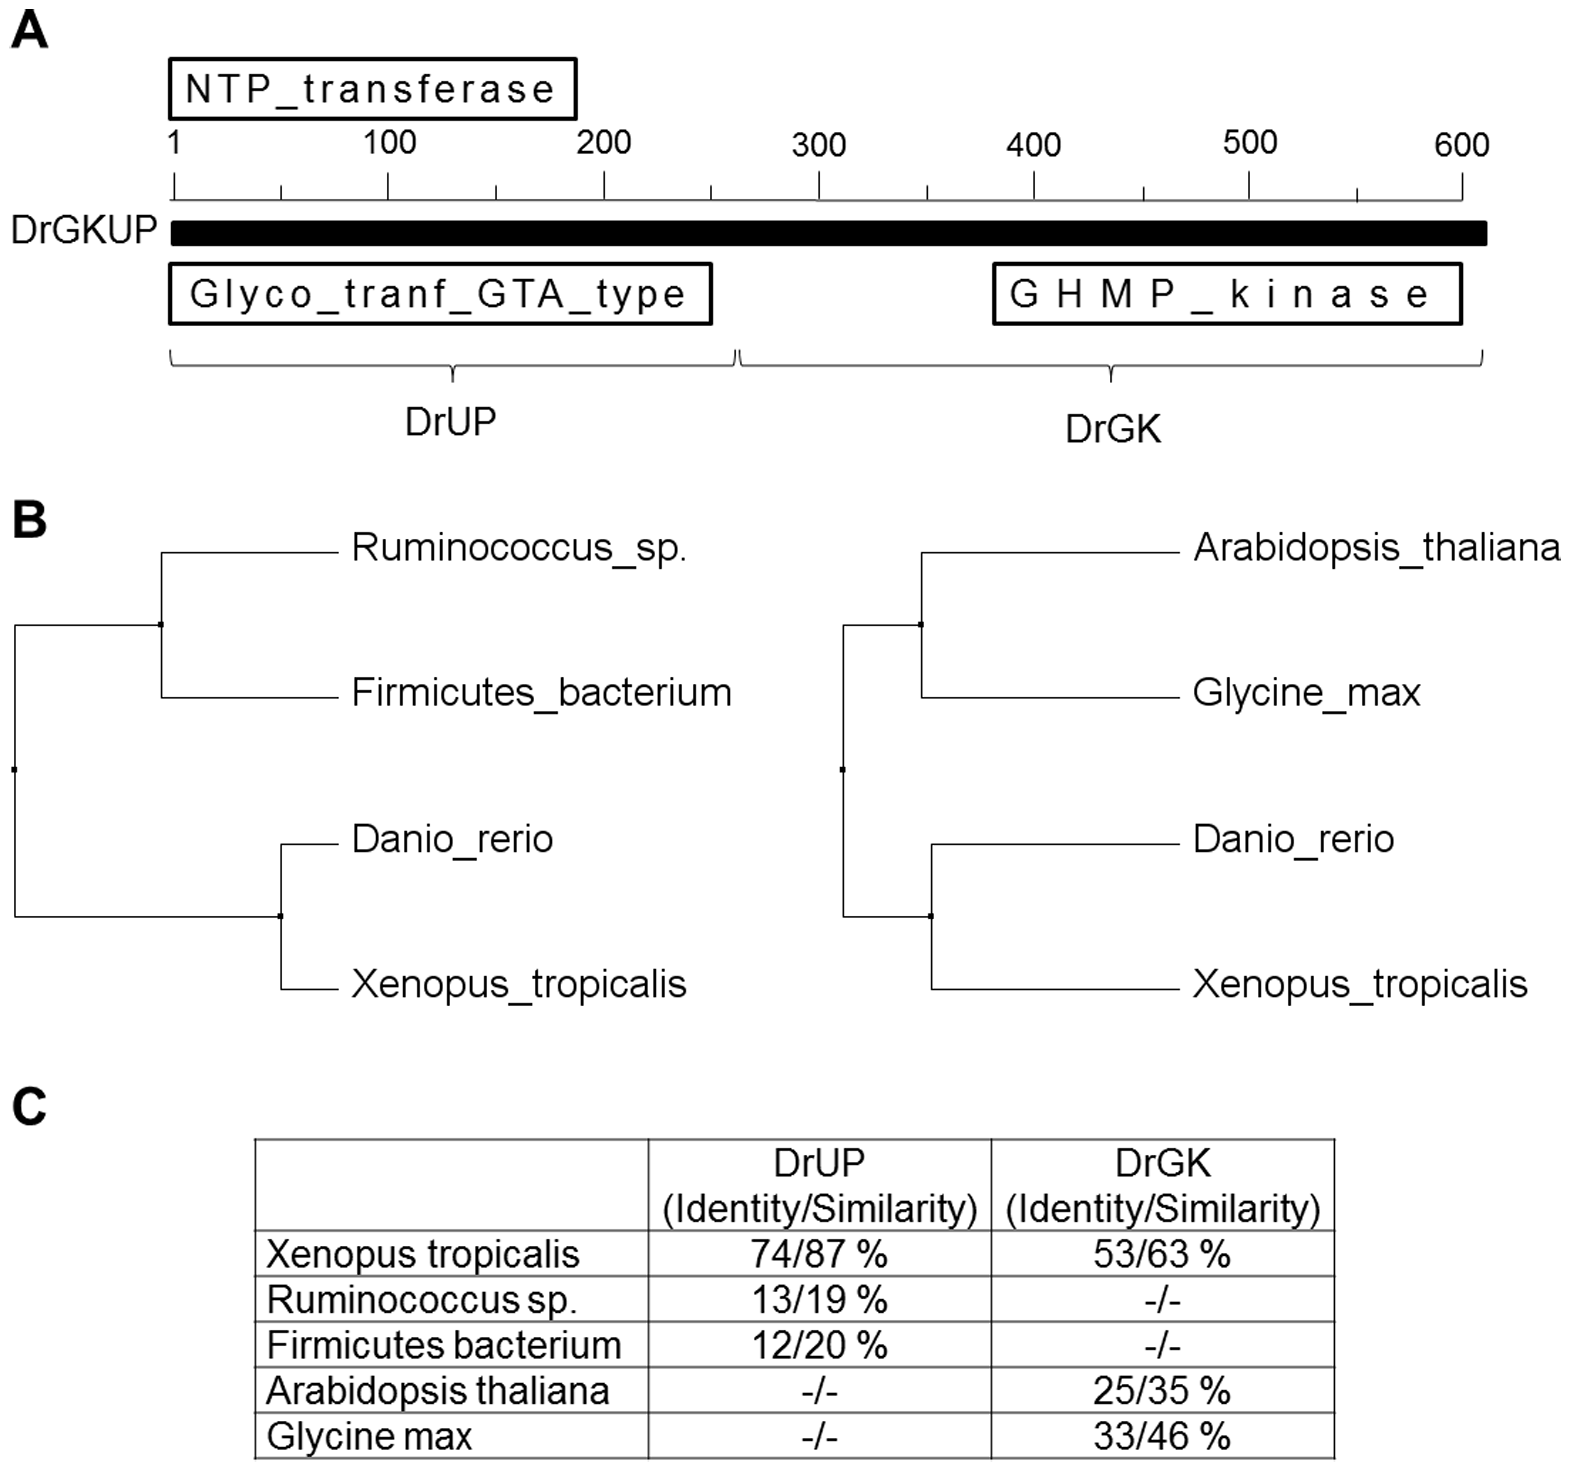 A
NTP_transferase
1 100 200 300 400 500 600
DrGKUP
Glyco_tranf_GTA_type GHMP_kinase
DrUP DrGK
B
Ruminococcus_sp. Arabidopsis_thaliana
Firmicutes_bacterium Glycine_max
Danio_rerio Danio_rerio
Xenopus_tropicalis Xenopus_tropicalis
C
DrUP DrGK
(Identity/Similarity) (Identity/Similarity)
Xenopus tropicalis 74/87 % 53/63 %
Ruminococcus sp. 13/19 % -/-
Firmicutes bacterium 12/20 % -/-
Arabidopsis thaliana -/- 25/35 %
Glycine max -/- 33/46 %